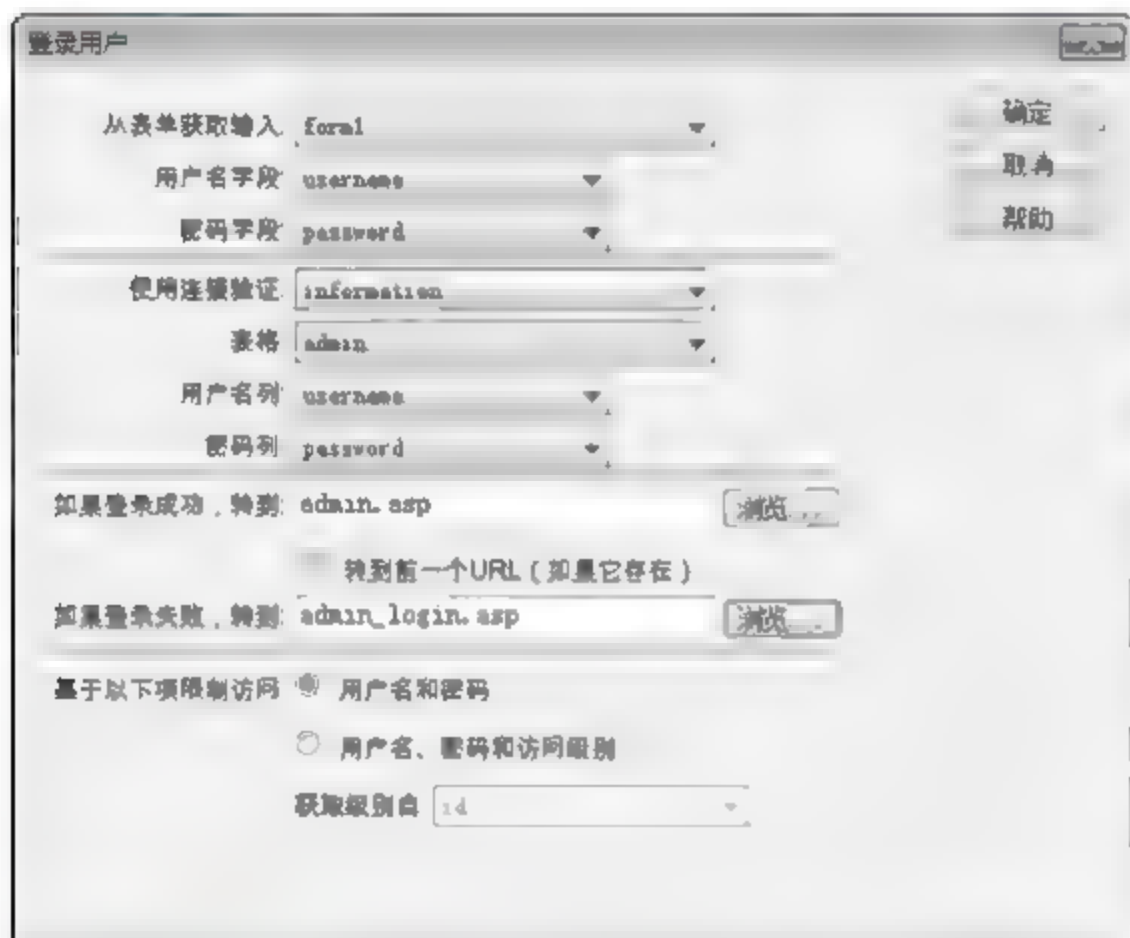 登录用户
从表单获取输入: form1
确定
用户名字段: username
取消
密码字段: password
帮助
使用连接验证: information
表格: admin
用户名列: username
密码列: password
如果登录成功,转到: admin.asp 浏览...
转到前一个URL(如果它存在)
如果登录失败,转到: admin_login.asp 浏览...
基于以下项限制访问: 用户名和密码
用户名、密码和访问级别
获取级别自: id